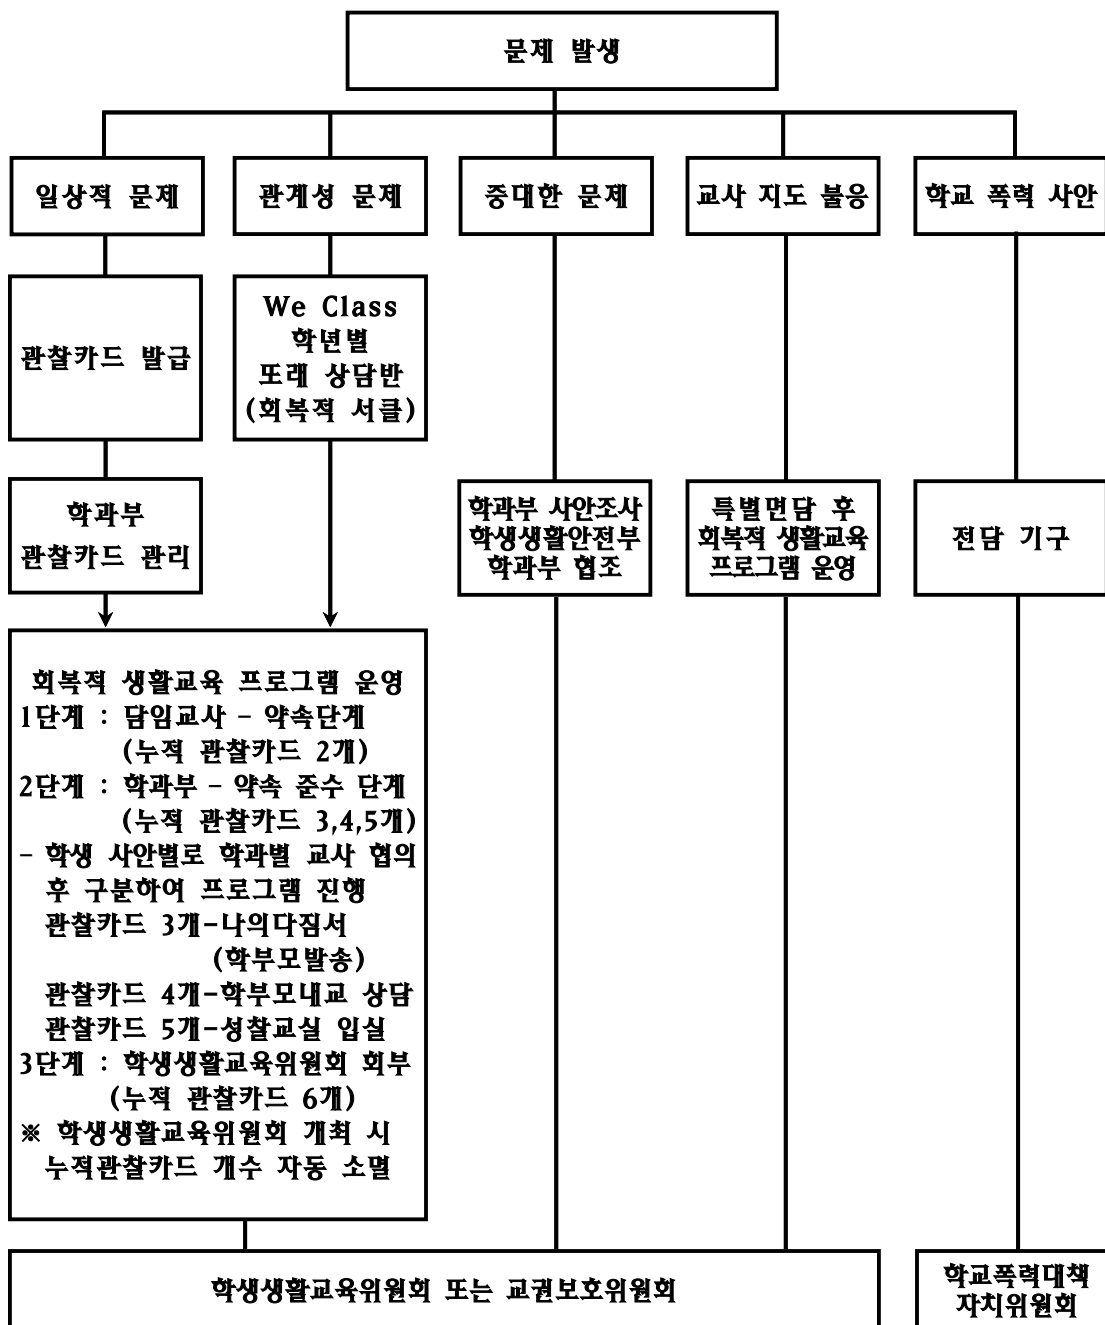 문제 발생
일상적 문제
관계성 문제
중대한 문제
교사 지도 불응
학교 폭력 사안
관찰카드 발급
We Class
학년별
또래 상담반
(회복적 서클)
학과부
관찰카드 관리
학과부 사안조사
학생생활안전부
학과부 협조
특별면담 후
회복적 생활교육
프로그램 운영
전담 기구
회복적 생활교육 프로그램 운영
1단계 : 담임교사 - 약속단계
(누적 관찰카드 2개)
2단계 : 학과부 - 약속 준수 단계
(누적 관찰카드 3,4,5개)
- 학생 사안별로 학과별 교사 협의
후 구분하여 프로그램 진행
관찰카드 3개-나의다짐서
(학부모발송)
관찰카드 4개-학부모내교 상담
관찰카드 5개-성찰교실 입실
3단계 : 학생생활교육위원회 회부
(누적 관찰카드 6개)
※ 학생생활교육위원회 개최 시
누적관찰카드 개수 자동 소멸
학생생활교육위원회 또는 교권보호위원회
학교폭력대책
자치위원회